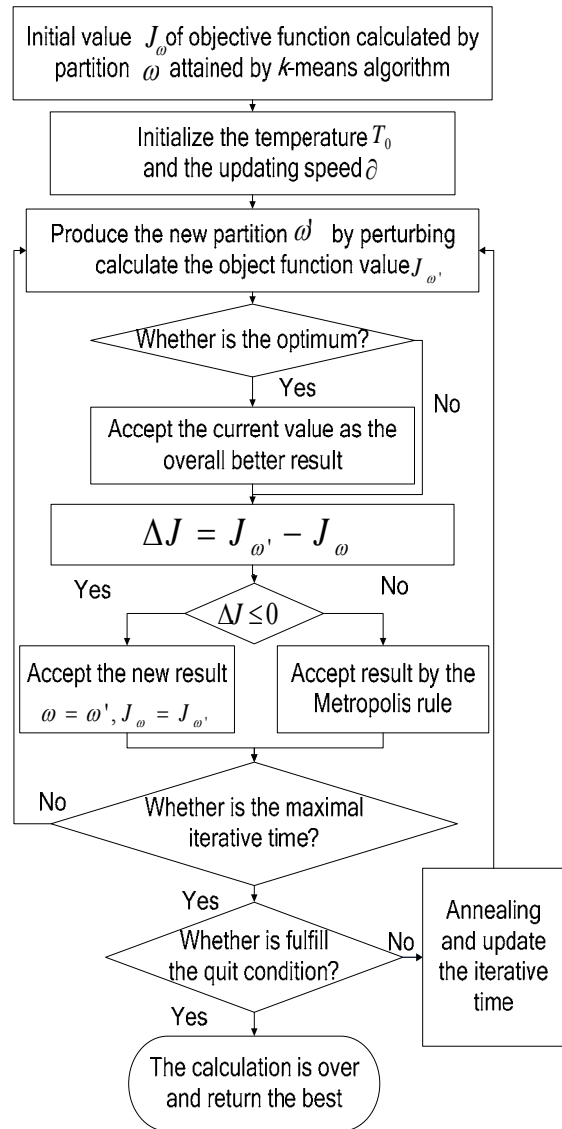 Initial value J_ω of objective function calculated by
partition ω attained by k-means algorithm
Initialize the temperature T_0
and the updating speed ∂
Produce the new partition ω' by perturbing
calculate the object function value J_ω'
Whether is the optimum?
Yes
No
Accept the current value as the
overall better result
ΔJ = J_ω' − J_ω
Yes
No
ΔJ ≤ 0
Accept the new result
ω = ω', J_ω = J_ω'
Accept result by the
Metropolis rule
No
Whether is the maximal
iterative time?
Yes
Whether is fulfill
the quit condition?
No
Annealing
and update
the iterative
time
Yes
The calculation is over
and return the best